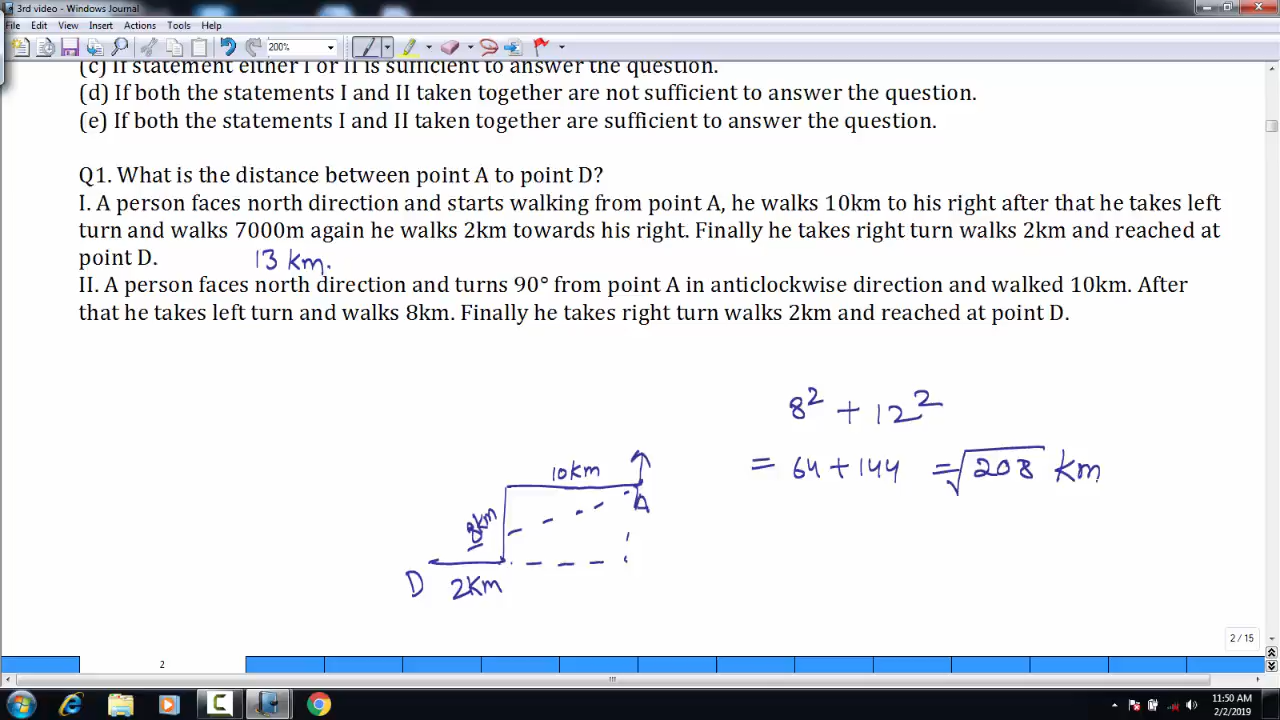 3rd video - Windows Journal
File Edit View Insert Actions Tools Help
200%
(c) If statement either I or II is sufficient to answer the question.
(d) If both the statements I and II taken together are not sufficient to answer the question.
(e) If both the statements I and II taken together are sufficient to answer the question.
Q1. What is the distance between point A to point D?
I. A person faces north direction and starts walking from point A, he walks 10km to his right after that he takes left
turn and walks 7000m again he walks 2km towards his right. Finally he takes right turn walks 2km and reached at
point D. 13 km.
II. A person faces north direction and turns 90° from point A in anticlockwise direction and walked 10km. After
that he takes left turn and walks 8km. Finally he takes right turn walks 2km and reached at point D.
8² + 12²
= 64 + 144 = √208 km
10km
A
8km
D 2km
2 / 15
2
11:50 AM
2/2/2019